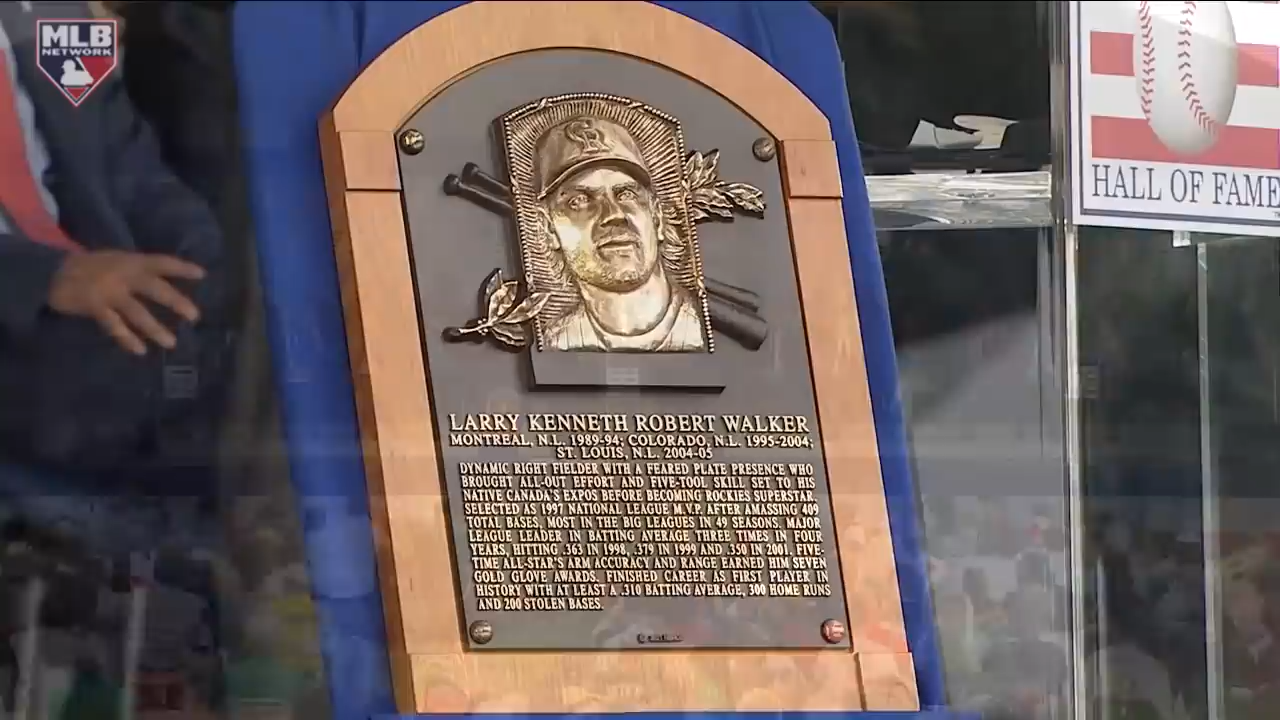 MLB
NETWORK
HALL OF FAME
LARRY KENNETH ROBERT WALKER
MONTREAL, N.L. 1989-94; COLORADO, N.L. 1995-2004;
ST. LOUIS, N.L. 2004-05
DYNAMIC RIGHT FIELDER WITH A FEARED PLATE PRESENCE WHO
BROUGHT ALL-OUT EFFORT AND FIVE-TOOL SKILL SET TO HIS
NATIVE CANADA'S EXPOS BEFORE BECOMING ROCKIES SUPERSTAR.
SELECTED AS 1997 NATIONAL LEAGUE M.V.P. AFTER AMASSING 409
TOTAL BASES, MOST IN THE BIG LEAGUES IN 49 SEASONS. MAJOR
LEAGUE LEADER IN BATTING AVERAGE THREE TIMES IN FOUR
YEARS, HITTING .363 IN 1998, .379 IN 1999 AND .350 IN 2001. FIVE-
TIME ALL-STAR'S ARM ACCURACY AND RANGE EARNED HIM SEVEN
GOLD GLOVE AWARDS. FINISHED CAREER AS FIRST PLAYER IN
HISTORY WITH AT LEAST A .310 BATTING AVERAGE, 300 HOME RUNS
AND 200 STOLEN BASES.